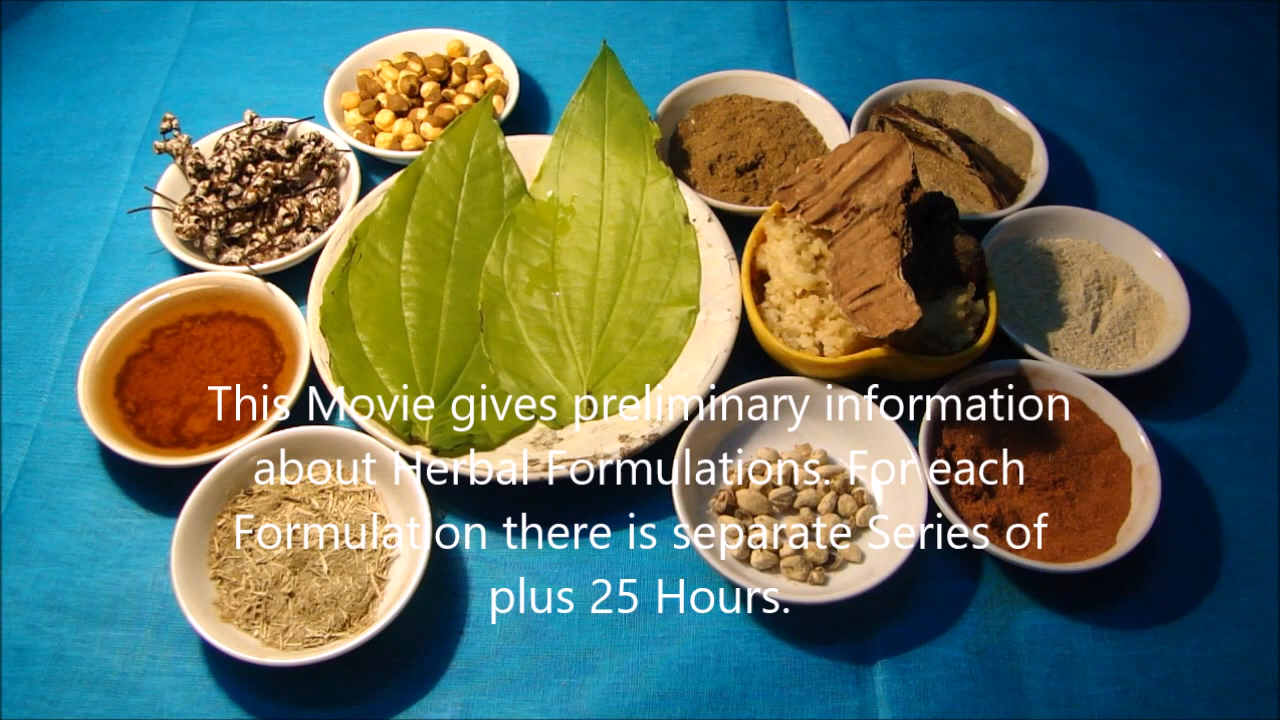 This Movie gives preliminary information
about Herbal Formulations. For each
Formulation there is separate Series of
plus 25 Hours.